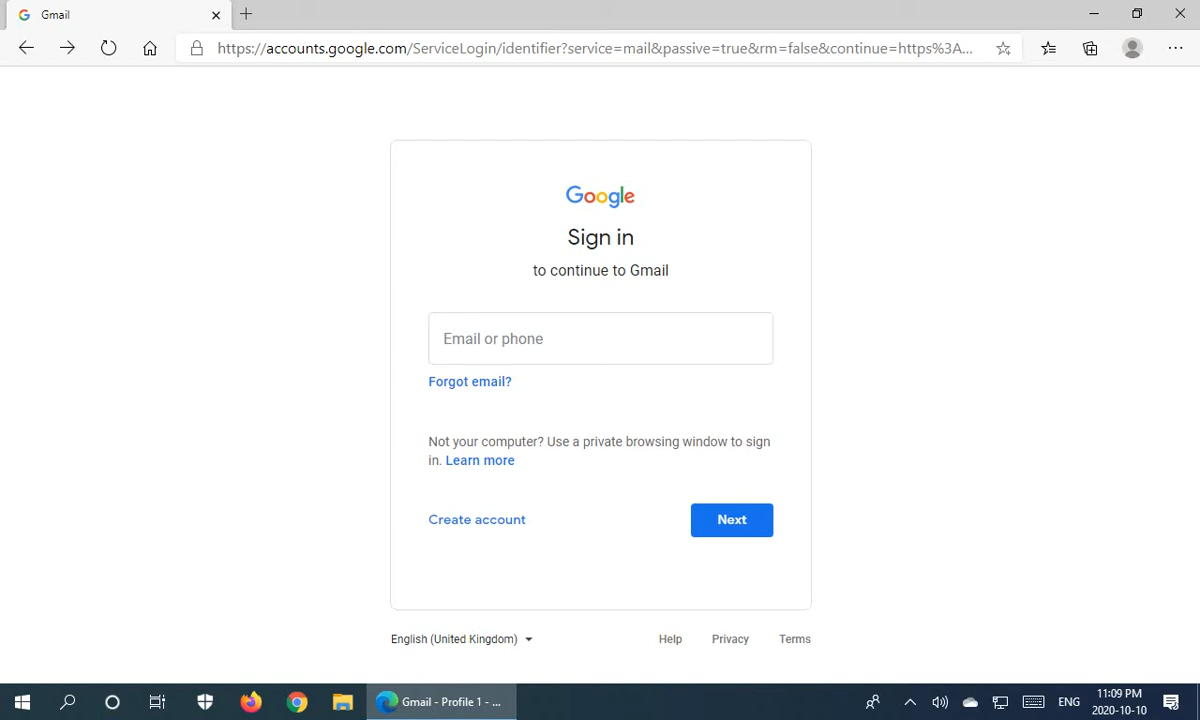 Gmail
https://accounts.google.com/ServiceLogin/identifier?service=mail&passive=true&rm=false&continue=https%3A...
Google
Sign in
to continue to Gmail
Email or phone
Forgot email?
Not your computer? Use a private browsing window to sign
in. Learn more
Create account
Next
English (United Kingdom)
Help Privacy Terms
Gmail - Profile 1 - ...
ENG
11:09 PM
2020-10-10